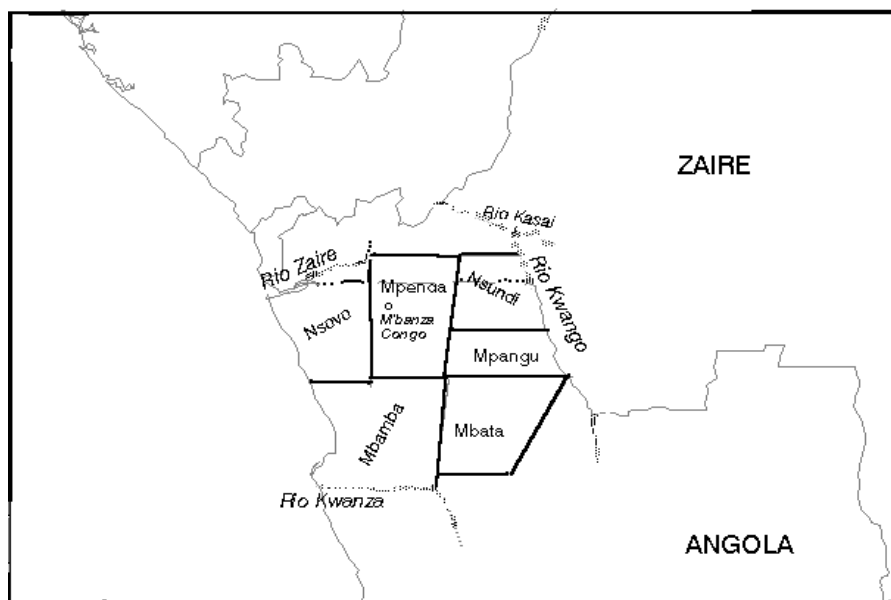 ZAIRE
Rio Kasai
Rio Zaire
Rio Kwango
Mpenda
o
M'banza
Congo
Nsundi
Nsovo
Mpangu
Mbamba
Mbata
Rio Kwanza
ANGOLA